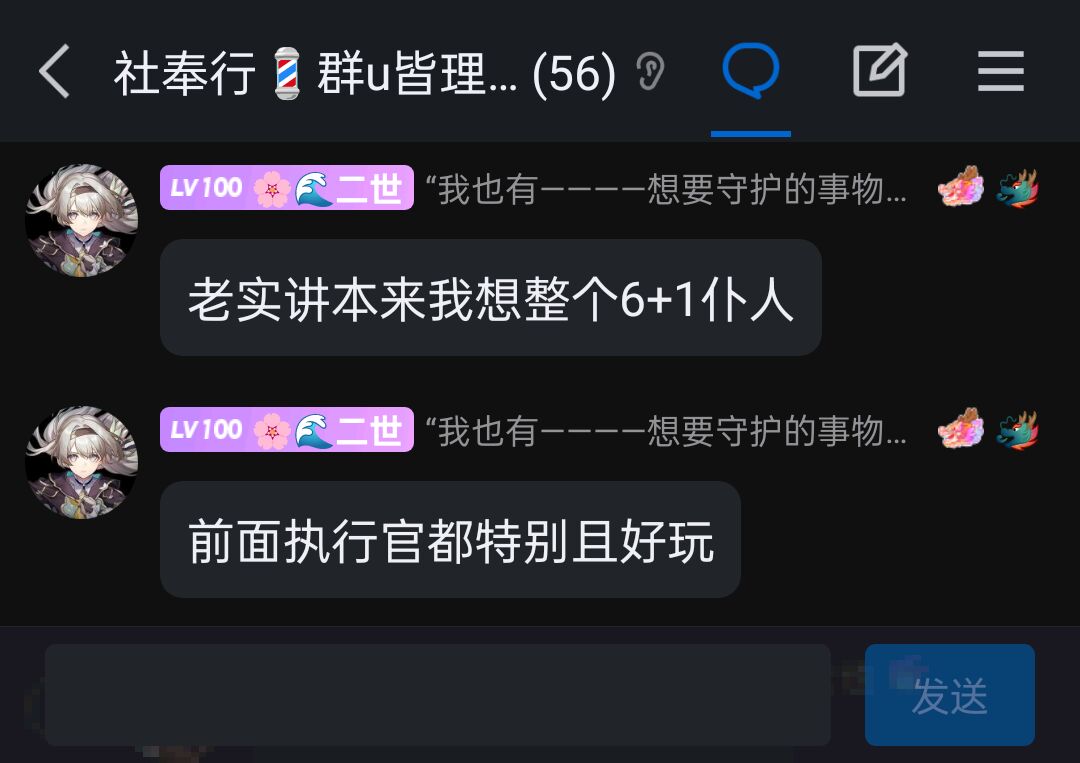 社奉行💈群u皆理... (56)
LV100 🌸🌊二世 “我也有————想要守护的事物...
老实讲本来我想整个6+1仆人
LV100 🌸🌊二世 “我也有————想要守护的事物...
前面执行官都特别且好玩
发送